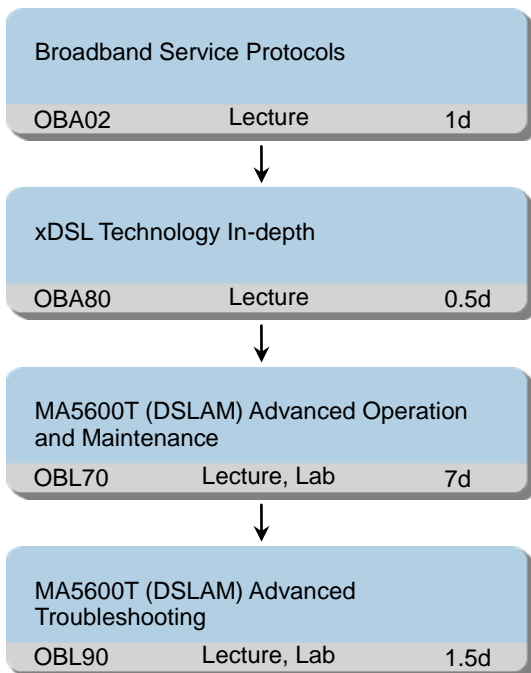 Broadband Service Protocols
OBA02 Lecture 1d
xDSL Technology In-depth
OBA80 Lecture 0.5d
MA5600T (DSLAM) Advanced Operation
and Maintenance
OBL70 Lecture, Lab 7d
MA5600T (DSLAM) Advanced
Troubleshooting
OBL90 Lecture, Lab 1.5d